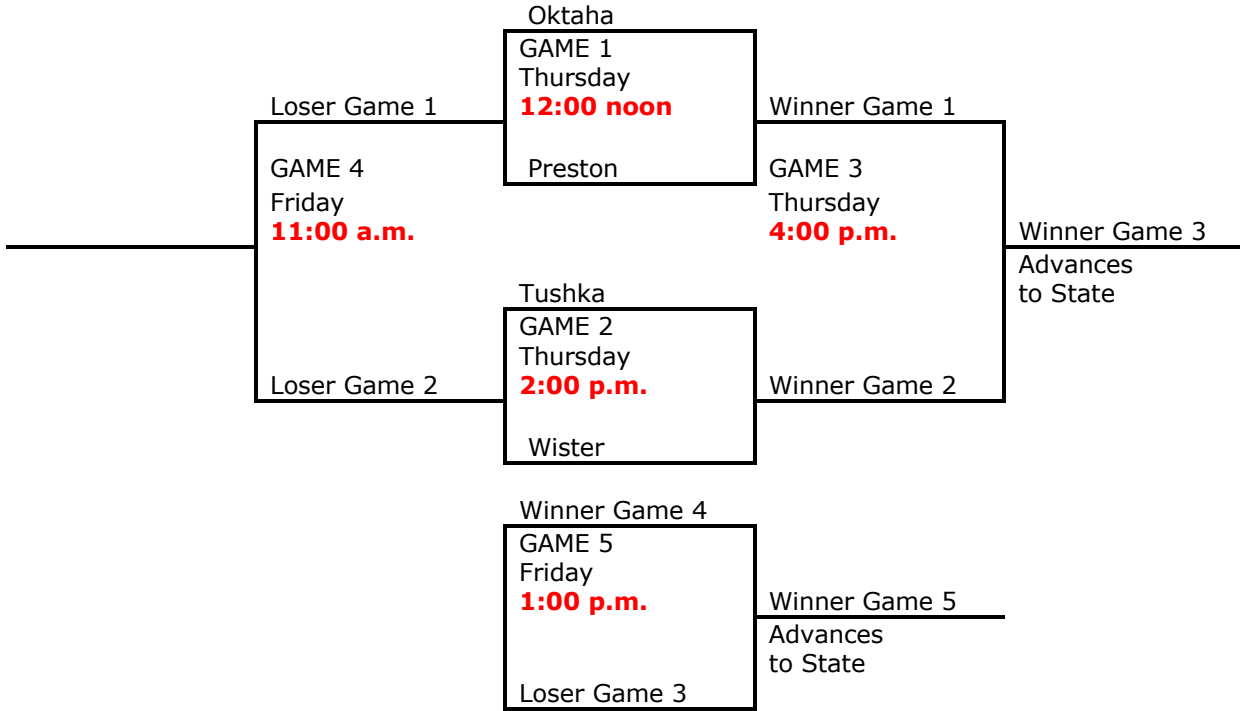 Oktaha
GAME 1
Thursday
12:00 noon
Preston
Loser Game 1
Winner Game 1
GAME 4
Friday
11:00 a.m.
GAME 3
Thursday
4:00 p.m.
Winner Game 3
Advances
to State
Tushka
GAME 2
Thursday
2:00 p.m.
Wister
Loser Game 2
Winner Game 2
Winner Game 4
GAME 5
Friday
1:00 p.m.
Loser Game 3
Winner Game 5
Advances
to State